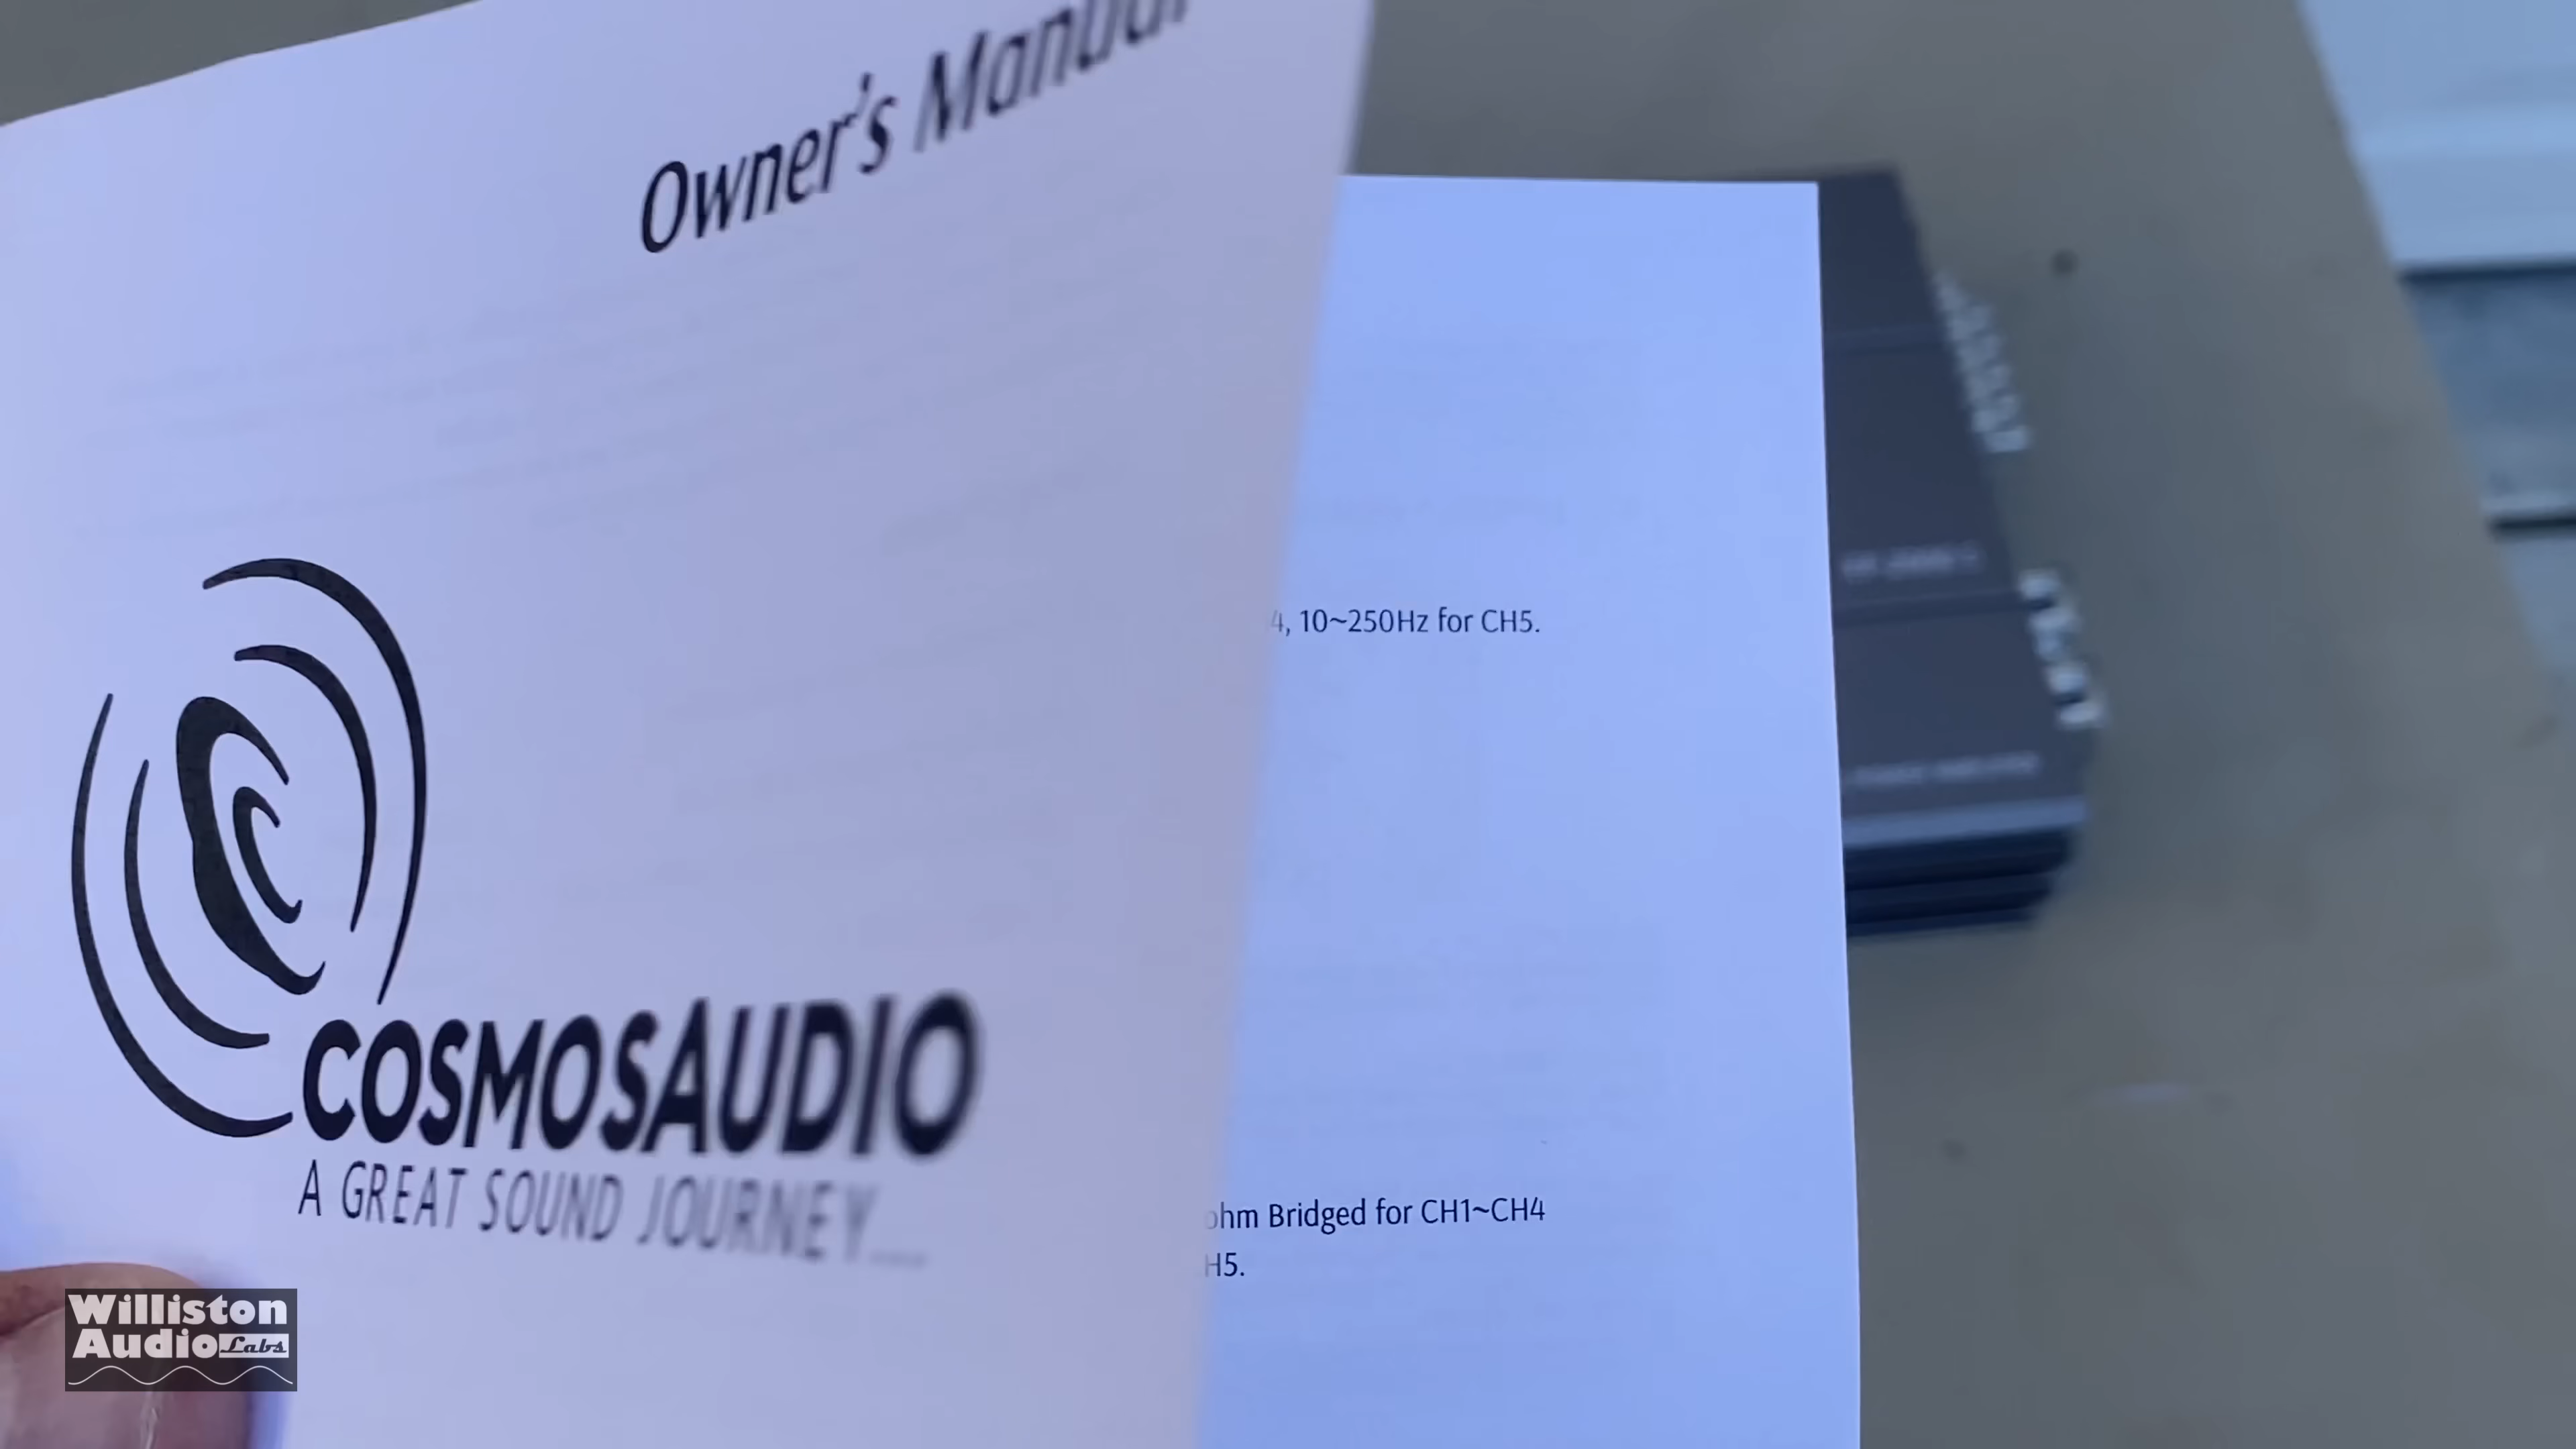 Owner's Manual
COSMOSAUDIO
A GREAT SOUND JOURNEY....
4, 10~250Hz for CH5.
ohm Bridged for CH1~CH4
H5.
Williston
Audio Labs